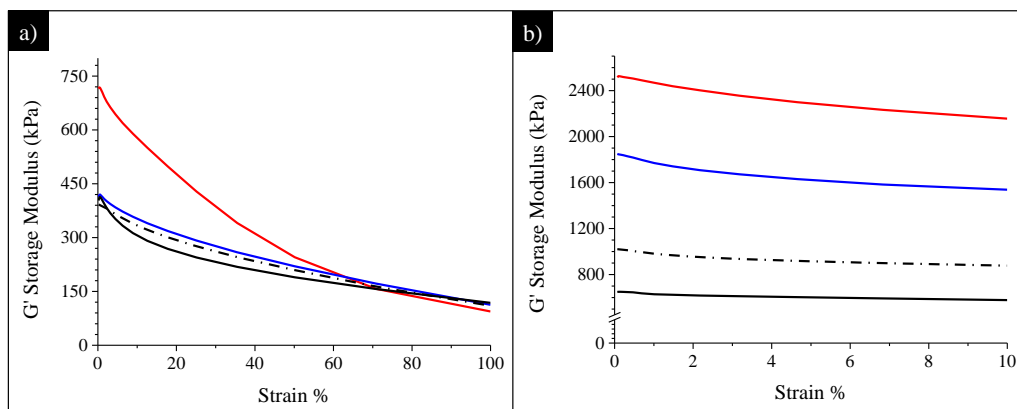 a)
G' Storage Modulus (kPa)
750
600
450
300
150
0
0 20 40 60 80 100
Strain %
b)
G' Storage Modulus (kPa)
2400
2000
1600
1200
800
0
0 2 4 6 8 10
Strain %